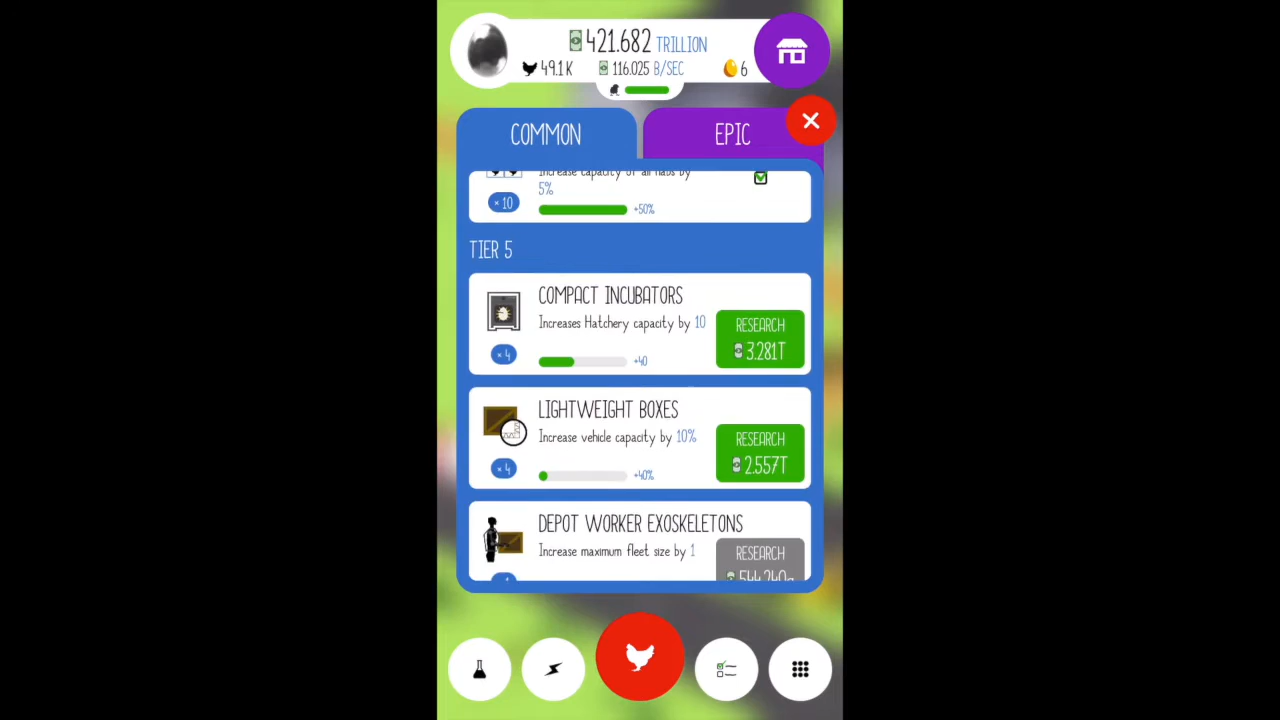 421.682 TRILLION
49.1K 116.025 B/SEC 6
COMMON EPIC
Increase capacity of all habs by
5%
× 10 +50%
TIER 5
COMPACT INCUBATORS
Increases Hatchery capacity by 10
RESEARCH
3.281T
× 4 +40
LIGHTWEIGHT BOXES
Increase vehicle capacity by 10%
RESEARCH
2.557T
× 4 +40%
DEPOT WORKER EXOSKELETONS
Increase maximum fleet size by 1
RESEARCH
544.240q